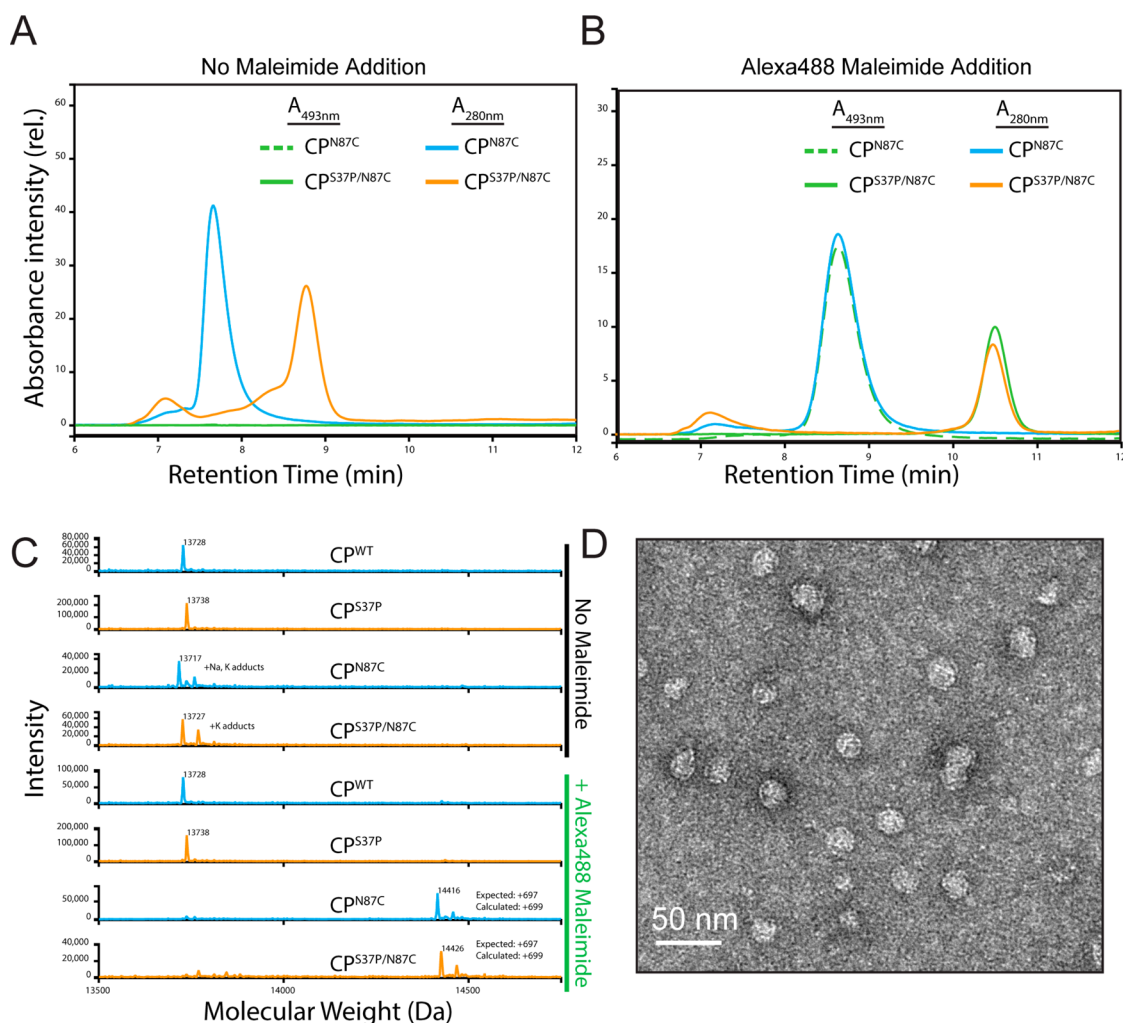 A
No Maleimide Addition
Absorbance intensity (rel.)
60
50
40
30
20
10
0
A493nm A280nm
CPN87C CPN87C
CPS37P/N87C CPS37P/N87C
6 7 8 9 10 11 12
Retention Time (min)
B
Alexa488 Maleimide Addition
30
25
20
15
10
5
0
A493nm A280nm
CPN87C CPN87C
CPS37P/N87C CPS37P/N87C
6 7 8 9 10 11 12
Retention Time (min)
C
Intensity
80,000
60,000
40,000
20,000
0
13728
CPWT
200,000
100,000
0
13738
CPS37P
40,000
20,000
0
13717
+Na, K adducts
CPN87C
60,000
40,000
20,000
0
13727
+K adducts
CPS37P/N87C
No Maleimide
100,000
50,000
0
13728
CPWT
200,000
100,000
0
13738
CPS37P
50,000
0
CPN87C
14416
Expected: +697
Calculated: +699
40,000
20,000
0
CPS37P/N87C
14426
Expected: +697
Calculated: +699
+ Alexa488 Maleimide
13500 14000 14500
Molecular Weight (Da)
D
50 nm